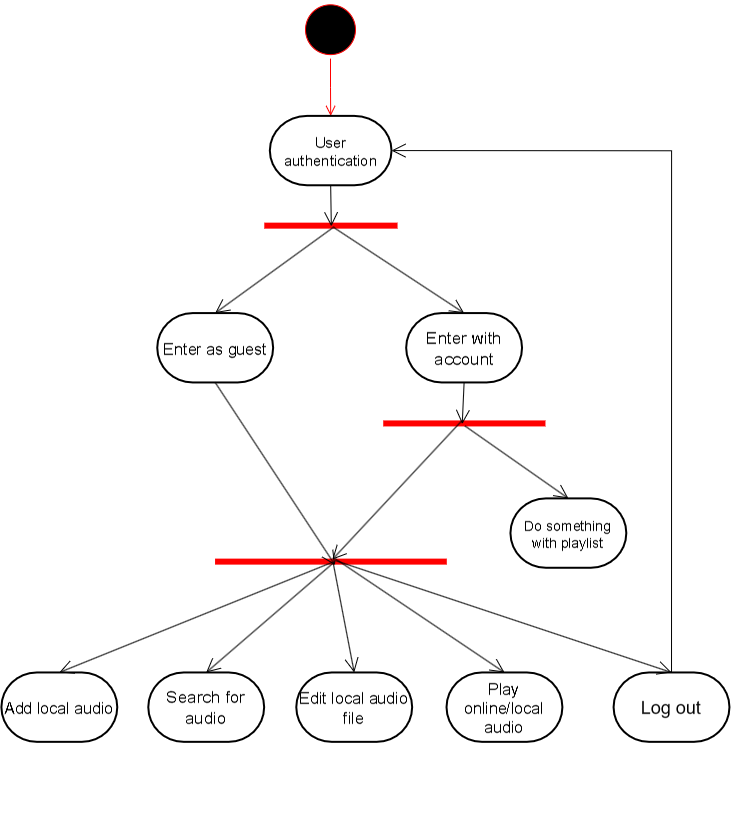 User
authentication
Enter as guest
Enter with
account
Do something
with playlist
Add local audio
Search for
audio
Edit local audio
file
Play
online/local
audio
Log out